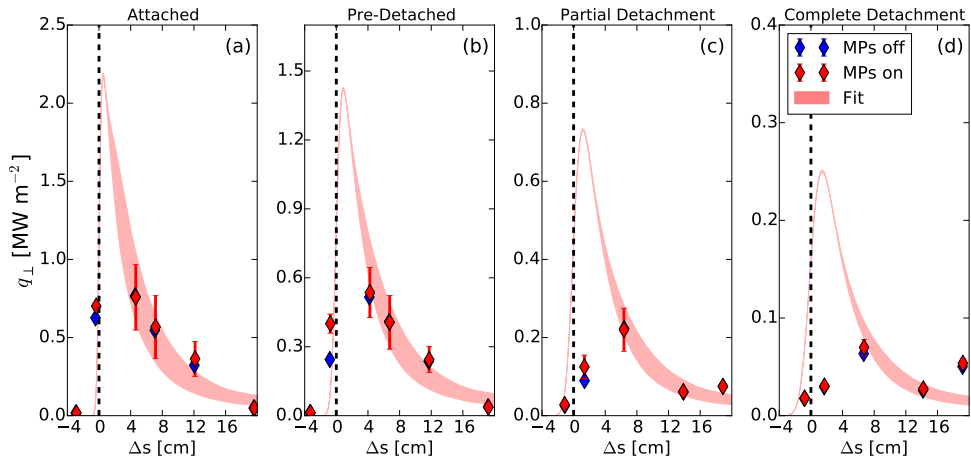 Attached
Pre-Detached
Partial Detachment
Complete Detachment
(a)
(b)
(c)
(d)
MPs off
MPs on
Fit
q⊥ [MW m⁻²]
2.5
2.0
1.5
1.0
0.5
0.0
1.5
1.2
0.9
0.6
0.3
0.0
1.0
0.8
0.6
0.4
0.2
0.0
0.4
0.3
0.2
0.1
0.0
−4 0 4 8 12 16
−4 0 4 8 12 16
−4 0 4 8 12 16
−4 0 4 8 12 16
Δs [cm]
Δs [cm]
Δs [cm]
Δs [cm]